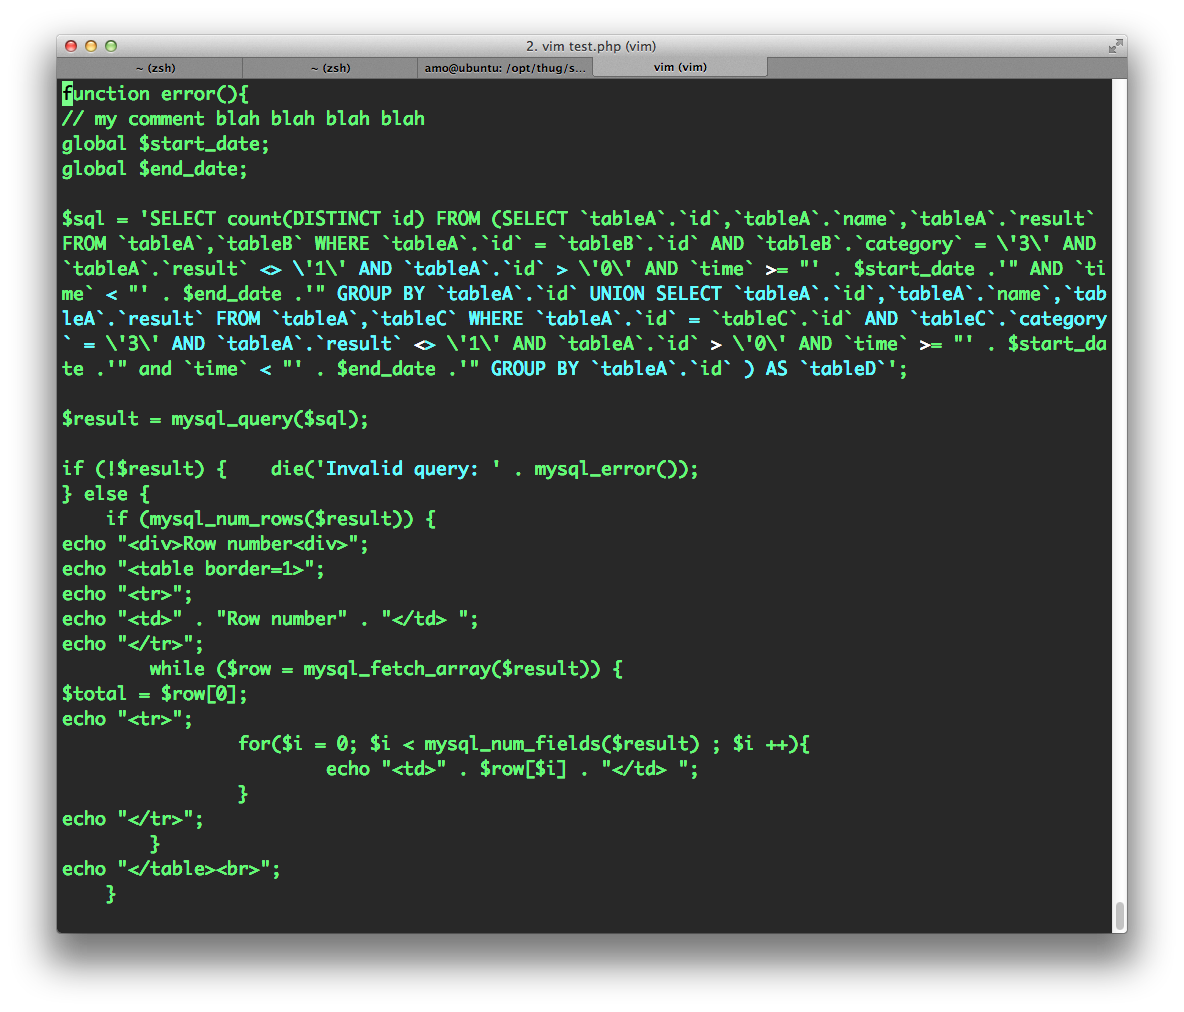 2. vim test.php (vim)
~ (zsh) ~ (zsh) amo@ubuntu: /opt/thug/s... vim (vim)
function error(){
// my comment blah blah blah blah
global $start_date;
global $end_date;
$sql = 'SELECT count(DISTINCT id) FROM (SELECT `tableA`.`id`,`tableA`.`name`,`tableA`.`result`
FROM `tableA`,`tableB` WHERE `tableA`.`id` = `tableB`.`id` AND `tableB`.`category` = \'3\' AND
`tableA`.`result` <> \'1\' AND `tableA`.`id` > \'0\' AND `time` >= "' . $start_date .'" AND `ti
me` < "' . $end_date .'" GROUP BY `tableA`.`id` UNION SELECT `tableA`.`id`,`tableA`.`name`,`tab
leA`.`result` FROM `tableA`,`tableC` WHERE `tableA`.`id` = `tableC`.`id` AND `tableC`.`category
` = \'3\' AND `tableA`.`result` <> \'1\' AND `tableA`.`id` > \'0\' AND `time` >= "' . $start_da
te .'" and `time` < "' . $end_date .'" GROUP BY `tableA`.`id` ) AS `tableD`';
$result = mysql_query($sql);
if (!$result) {    die('Invalid query: ' . mysql_error());
} else {
    if (mysql_num_rows($result)) {
echo "<div>Row number<div>";
echo "<table border=1>";
echo "<tr>";
echo "<td>" . "Row number" . "</td> ";
echo "</tr>";
        while ($row = mysql_fetch_array($result)) {
$total = $row[0];
echo "<tr>";
                for($i = 0; $i < mysql_num_fields($result) ; $i ++){
                        echo "<td>" . $row[$i] . "</td> ";
                }
echo "</tr>";
        }
echo "</table><br>";
    }